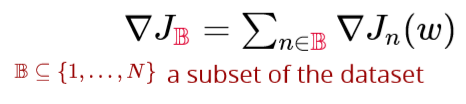 ∇J_𝔹 = ∑_{n∈𝔹} ∇J_n(w)
𝔹 ⊆ {1, . . . , N} a subset of the dataset